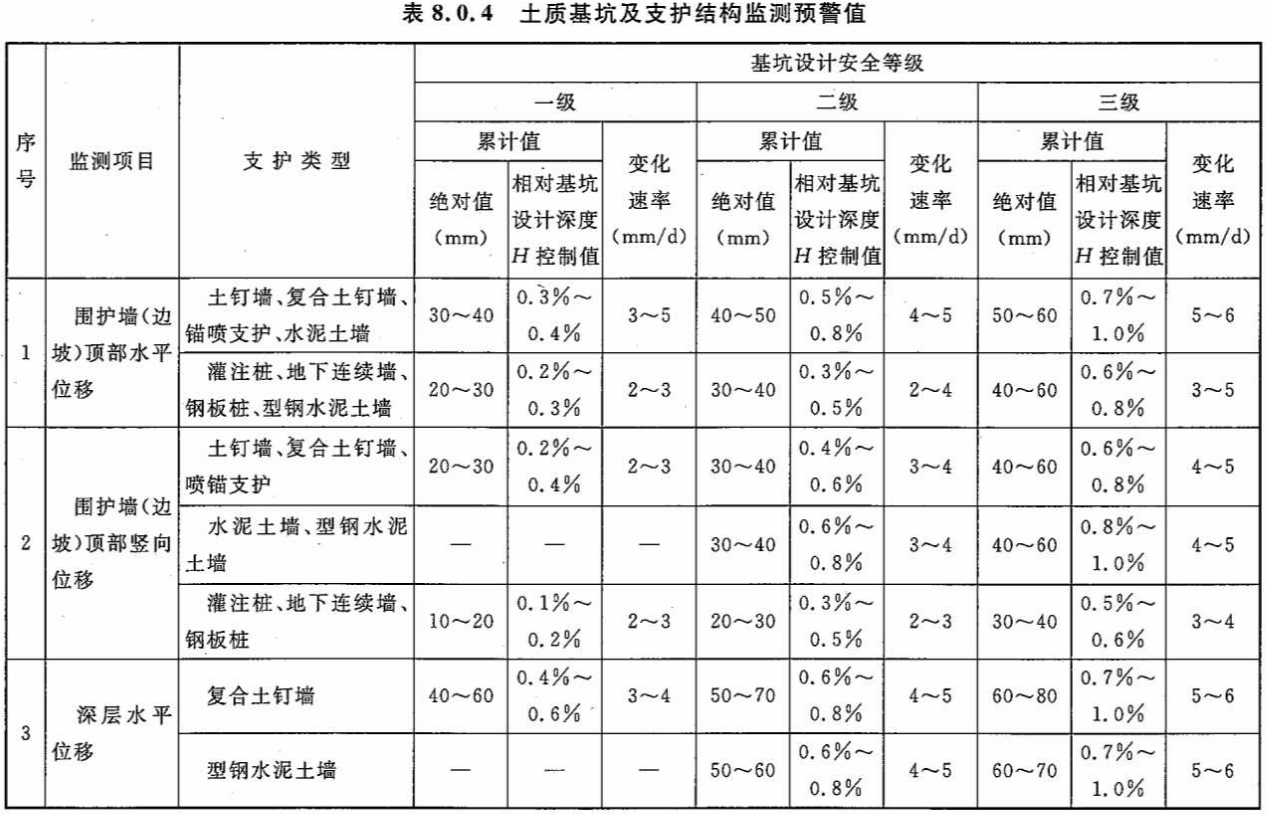 表 8.0.4 土质基坑及支护结构监测预警值
基坑设计安全等级
一级 二级 三级
序号 监测项目 支护类型
累计值 变化速率(mm/d) 累计值 变化速率(mm/d) 累计值 变化速率(mm/d)
绝对值(mm) 相对基坑设计深度H控制值 绝对值(mm) 相对基坑设计深度H控制值 绝对值(mm) 相对基坑设计深度H控制值
1 围护墙(边坡)顶部水平位移
土钉墙、复合土钉墙、锚喷支护、水泥土墙 30~40 0.3%~0.4% 3~5 40~50 0.5%~0.8% 4~5 50~60 0.7%~1.0% 5~6
灌注桩、地下连续墙、钢板桩、型钢水泥土墙 20~30 0.2%~0.3% 2~3 30~40 0.3%~0.5% 2~4 40~60 0.6%~0.8% 3~5
2 围护墙(边坡)顶部竖向位移
土钉墙、复合土钉墙、喷锚支护 20~30 0.2%~0.4% 2~3 30~40 0.4%~0.6% 3~4 40~60 0.6%~0.8% 4~5
水泥土墙、型钢水泥土墙 — — — 30~40 0.6%~0.8% 3~4 40~60 0.8%~1.0% 4~5
灌注桩、地下连续墙、钢板桩 10~20 0.1%~0.2% 2~3 20~30 0.3%~0.5% 2~3 30~40 0.5%~0.6% 3~4
3 深层水平位移
复合土钉墙 40~60 0.4%~0.6% 3~4 50~70 0.6%~0.8% 4~5 60~80 0.7%~1.0% 5~6
型钢水泥土墙 — — — 50~60 0.6%~0.8% 4~5 60~70 0.7%~1.0% 5~6